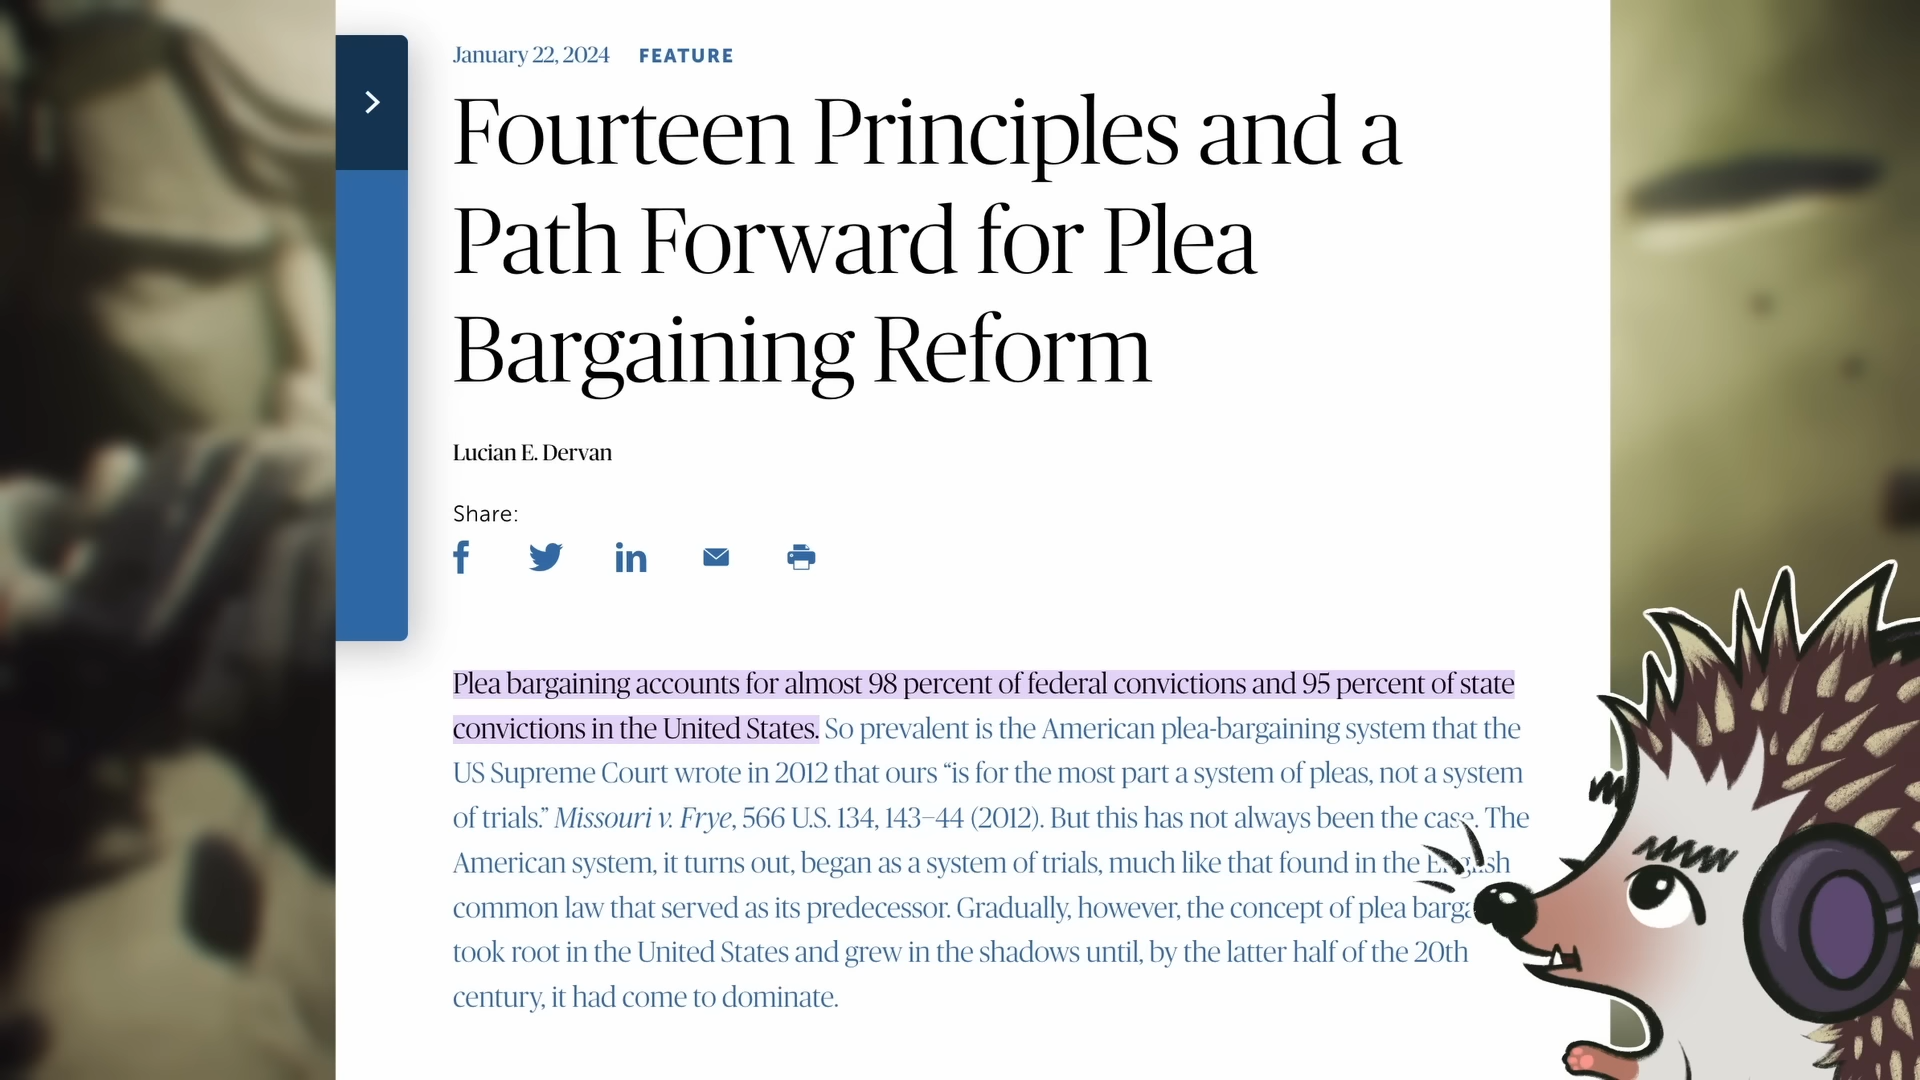 January 22, 2024 FEATURE
Fourteen Principles and a
Path Forward for Plea
Bargaining Reform
Lucian E. Dervan
Share:
Plea bargaining accounts for almost 98 percent of federal convictions and 95 percent of state
convictions in the United States. So prevalent is the American plea-bargaining system that the
US Supreme Court wrote in 2012 that ours “is for the most part a system of pleas, not a system
of trials.” Missouri v. Frye, 566 U.S. 134, 143–44 (2012). But this has not always been the case. The
American system, it turns out, began as a system of trials, much like that found in the English
common law that served as its predecessor. Gradually, however, the concept of plea
took root in the United States and grew in the shadows until, by the latter half of the 20th
century, it had come to dominate.